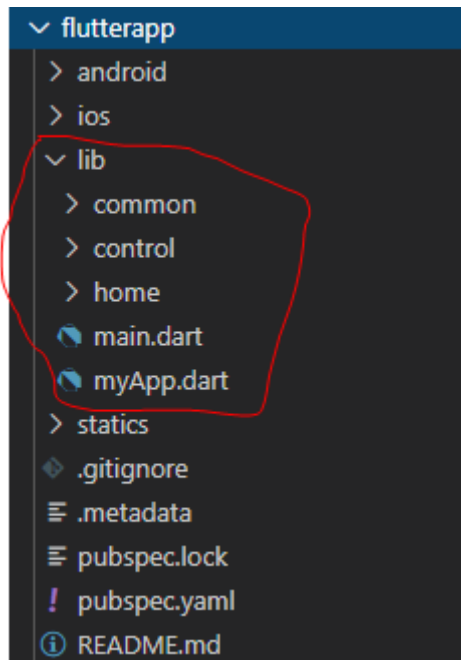 flutterapp
android
ios
lib
common
control
home
main.dart
myApp.dart
statics
.gitignore
.metadata
pubspec.lock
pubspec.yaml
README.md